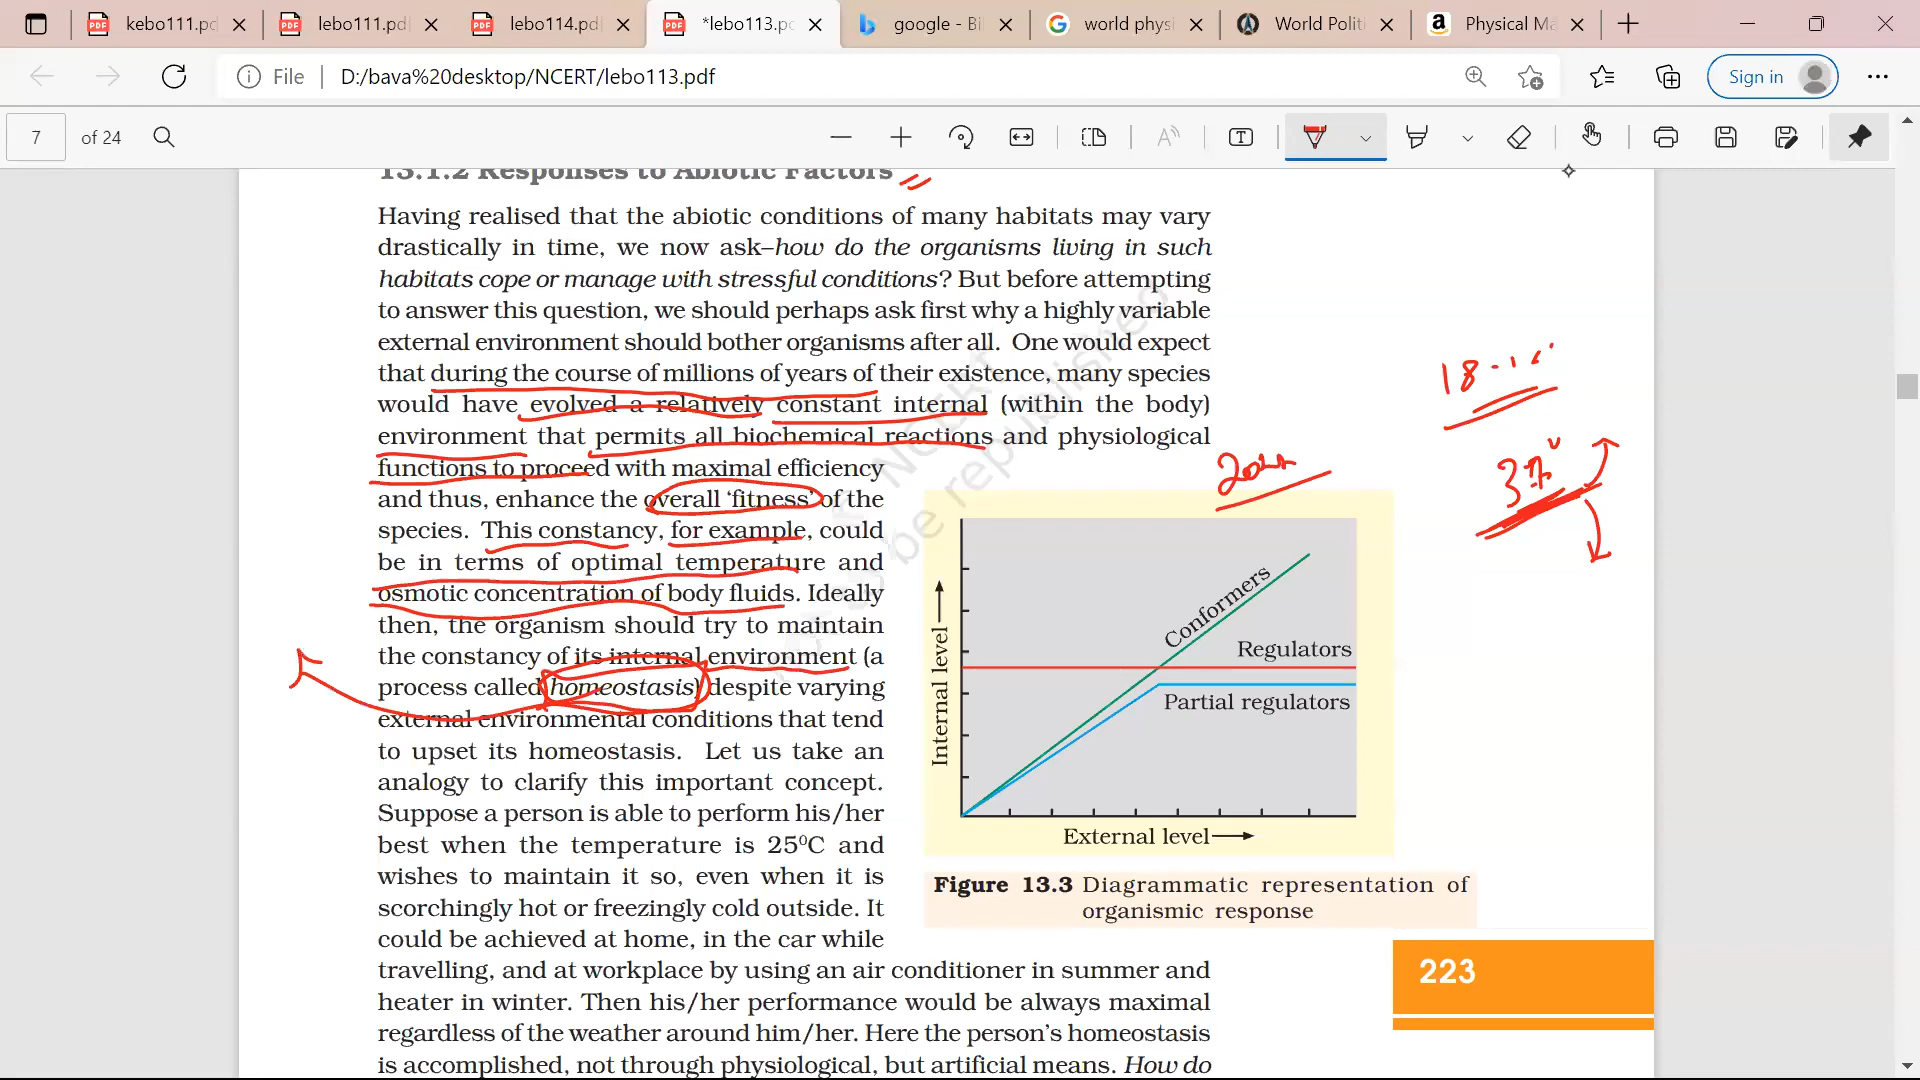 kebo111.pd
lebo111.pd
lebo114.pd
*lebo113.pd
google - Bi
world physi
World Politi
Physical Ma
File
D:/bava%20desktop/NCERT/lebo113.pdf
Sign in
7 of 24
13.1.2 Responses to Abiotic Factors
Having realised that the abiotic conditions of many habitats may vary
drastically in time, we now ask–how do the organisms living in such
habitats cope or manage with stressful conditions? But before attempting
to answer this question, we should perhaps ask first why a highly variable
external environment should bother organisms after all. One would expect
that during the course of millions of years of their existence, many species
would have evolved a relatively constant internal (within the body)
environment that permits all biochemical reactions and physiological
functions to proceed with maximal efficiency
and thus, enhance the overall ‘fitness’ of the
species. This constancy, for example, could
be in terms of optimal temperature and
osmotic concentration of body fluids. Ideally
then, the organism should try to maintain
the constancy of its internal environment (a
process called homeostasis) despite varying
external environmental conditions that tend
to upset its homeostasis. Let us take an
analogy to clarify this important concept.
Suppose a person is able to perform his/her
best when the temperature is 25⁰C and
wishes to maintain it so, even when it is
scorchingly hot or freezingly cold outside. It
could be achieved at home, in the car while
travelling, and at workplace by using an air conditioner in summer and
heater in winter. Then his/her performance would be always maximal
regardless of the weather around him/her. Here the person’s homeostasis
is accomplished, not through physiological, but artificial means. How do
Internal level
Conformers
Regulators
Partial regulators
External level
Figure 13.3 Diagrammatic representation of
organismic response
223